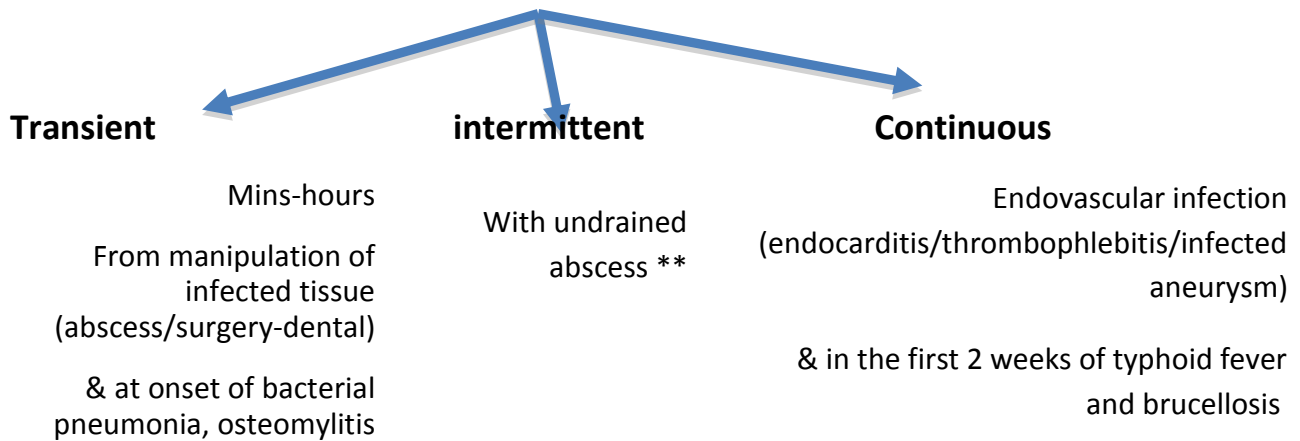 Transient
Mins-hours
From manipulation of
infected tissue
(abscess/surgery-dental)
& at onset of bacterial
pneumonia, osteomylitis
intermittent
With undrained
abscess **
Continuous
Endovascular infection
(endocarditis/thrombophlebitis/infected
aneurysm)
& in the first 2 weeks of typhoid fever
and brucellosis